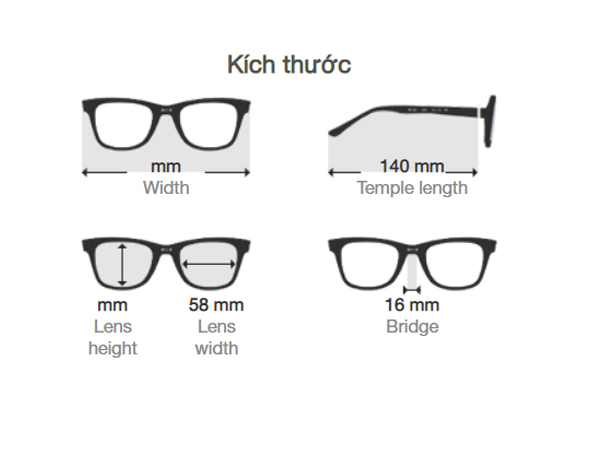 Kích thước
mm
Width
140 mm
Temple length
mm
Lens
height
58 mm
Lens
width
16 mm
Bridge